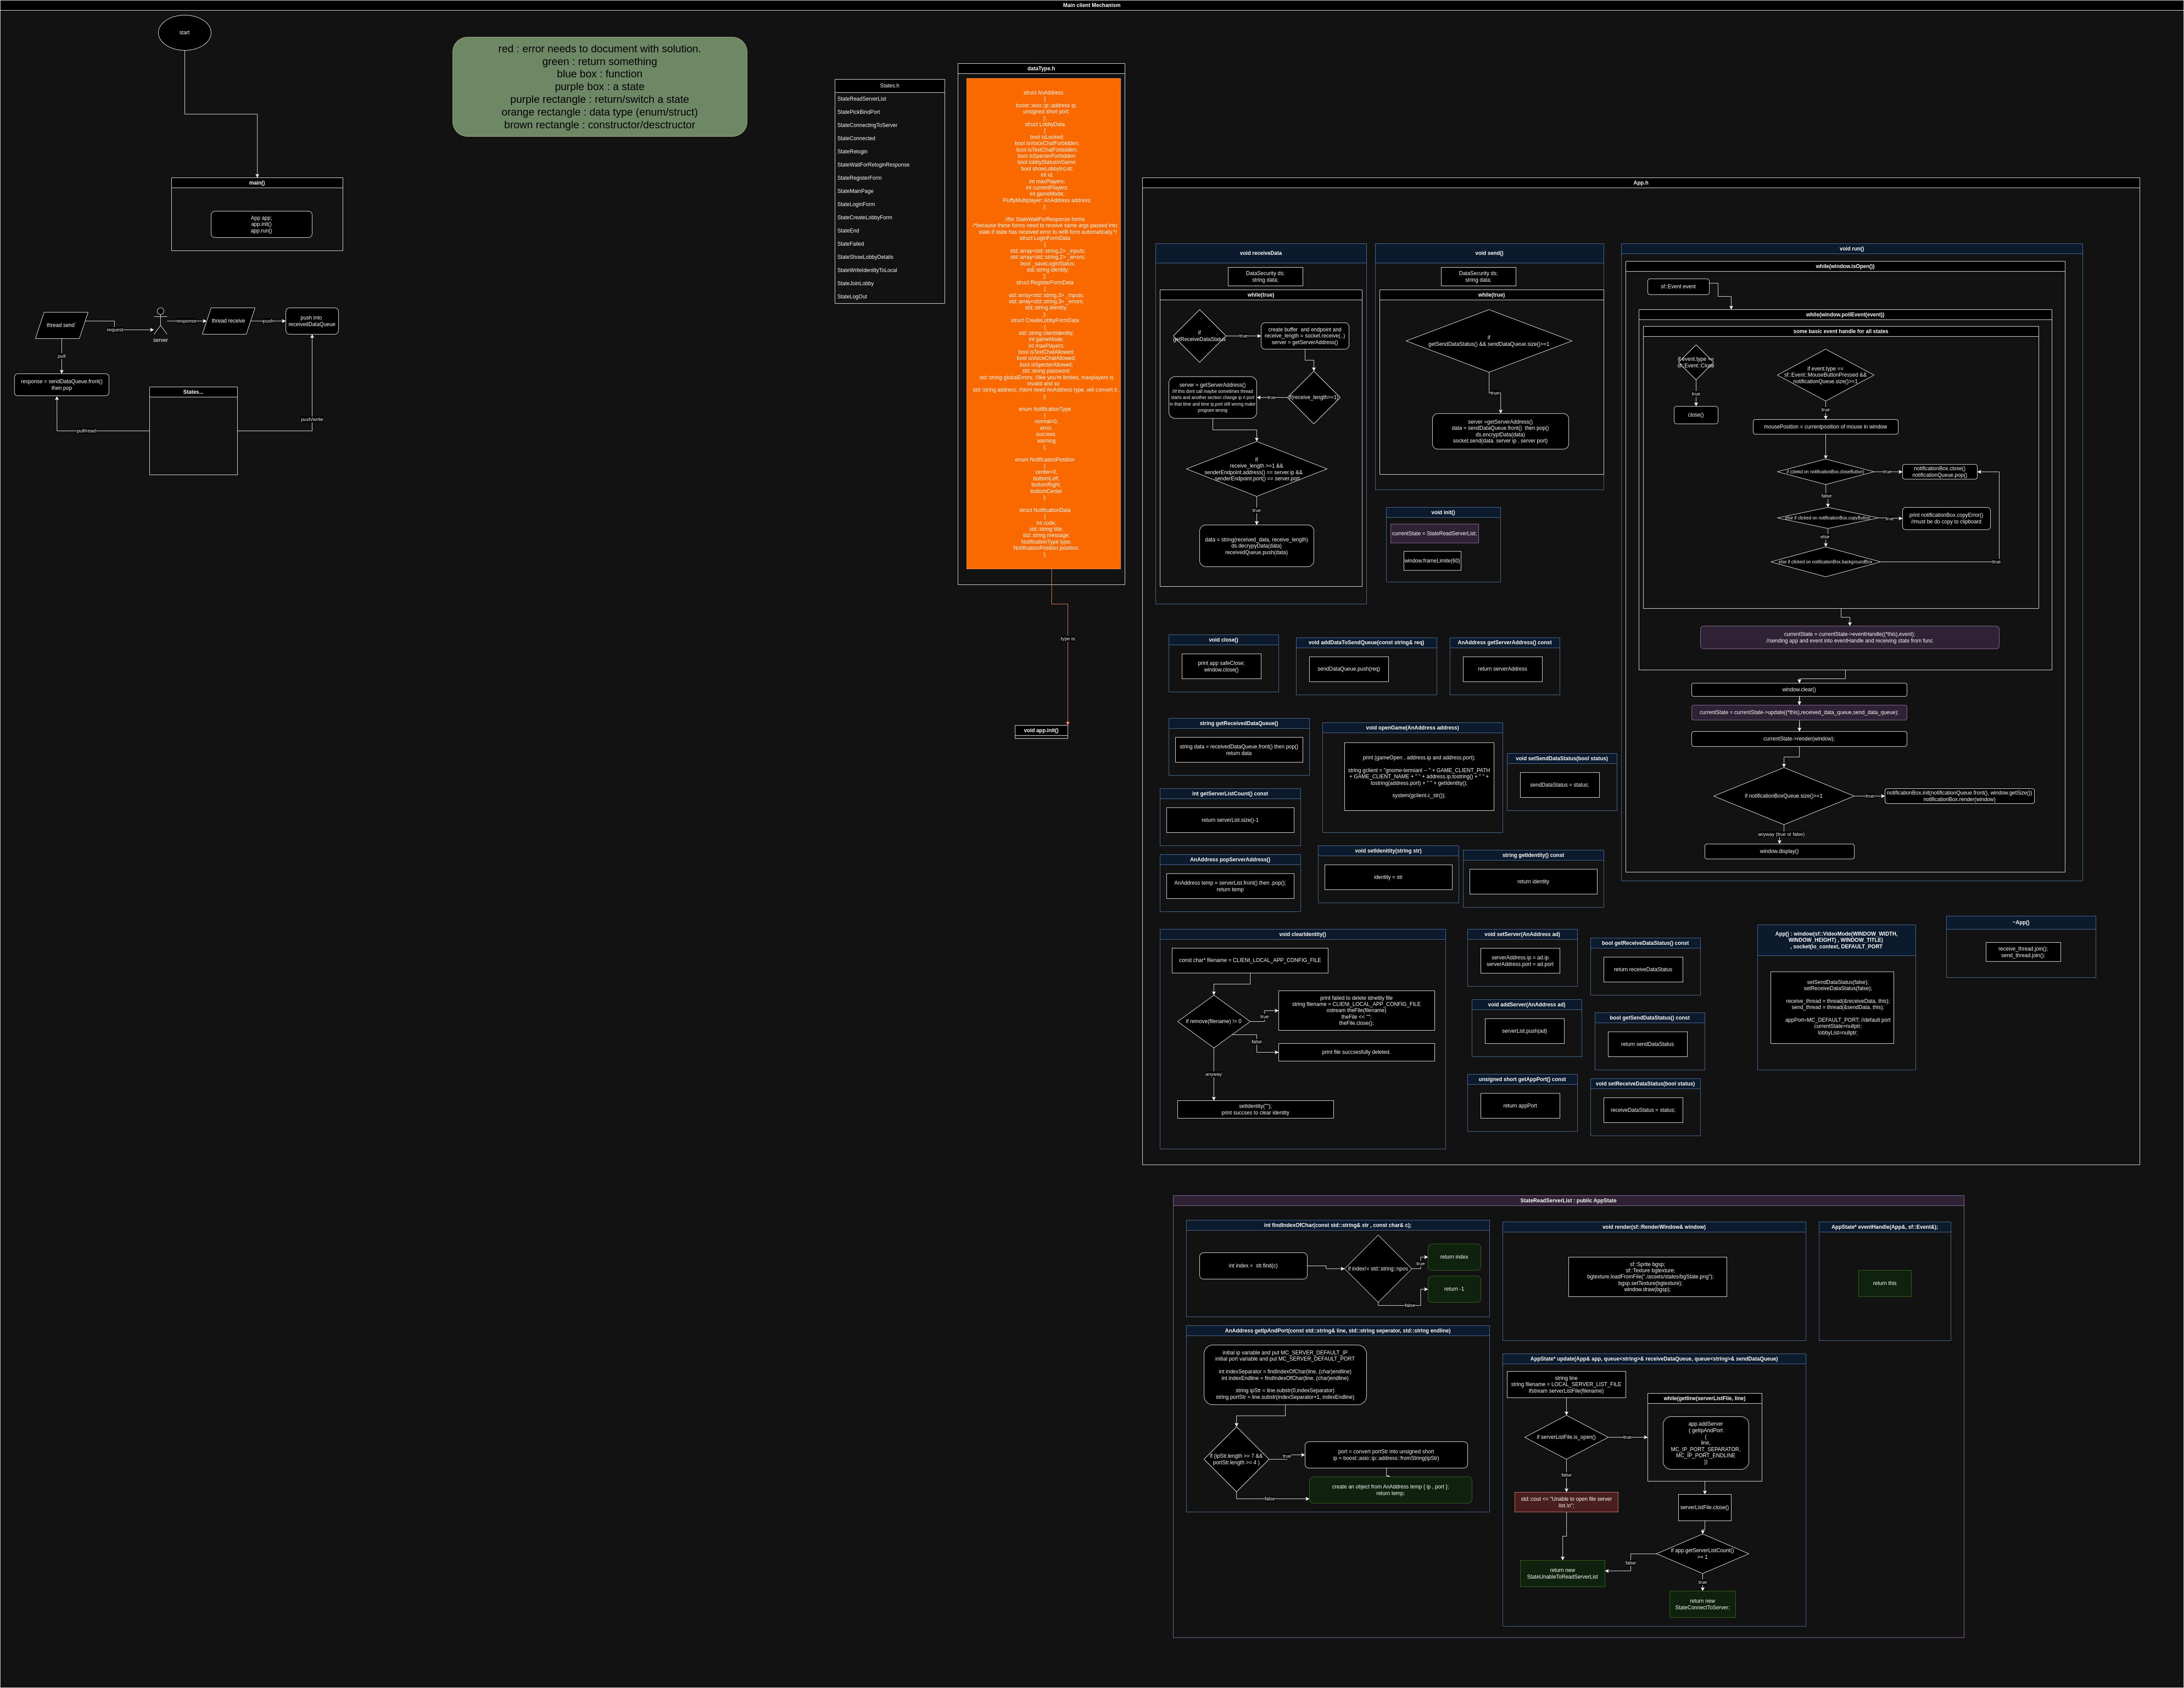 Main client Mechanism
start
red : error needs to document with solution.
green : return something
blue box : function
purple box : a state
purple rectangle : return/switch a state
orange rectangle : data type (enum/struct)
brown rectangle : constructor/desctructor
main()
App app;
app.init()
app.run()
thread send`
request
server
response
thread receive
push
push into
receivedDataQueue
pull
response = sendDataQueue.front()
then pop
States...
pull/read
push/write
States.h
StateReadServerList
StatePickBindPort
StateConnectingToServer
StateConnected
StateRelogin
StateWaitForReloginResponse
StateRegisterForm
StateMainPage
StateLoginForm
StateCreateLobbyForm
StateEnd
StateFailed
StateShoeLobbyDetails
StateWriteIdentityToLocal
StateJoinLobby
StateLogOut
dataType.h
struct AnAddress
{
boost::asio::ip::address ip;
unsigned short port;
};
struct LobbyData
{
bool isLocked;
bool isVoiceChatForbidden;
bool isTextChatForbidden;
bool isSpecterForbidden;
bool lobbyStatusInGame;
bool showLobbyInList;
int id;
int maxPlayers;
int currentPlayers;
int gameMode;
FluffyMultiplayer::AnAddress address;
};
//for StateWaitForResponse forms
/*because these forms need to receive same args passed into
state if state has received error to refill form automatically.*/
struct LoginFormData
{
std::array<std::string,2> _inputs;
std::array<std::string,2> _errors;
bool _saveLoginStatus;
std::string identity;
};
struct RegisterFormData
{
std::array<std::string,3> _inputs;
std::array<std::string,3> _errors;
std::string identity;
};
struct CreateLobbyFormData
{
std::string clientIdentity;
int gameMode;
int maxPlayers;
bool isTextChatAllowed;
bool isVoiceChatAllowed;
bool isSpecterAllowed;
std::string password;
std::string globalErrors; //like you're limited, maxplayers is
invalid and so
std::string address; //dont need AnAddress type, will convert it..
};
enum NotificationType
{
normal=0,
error,
success,
warning
};
enum NotificationPosition
{
center=0,
bottomLeft,
bottomRight,
bottomCenter
};
struct NotificationData
{
int code;
std::string title;
std::string message;
NotificationType type;
NotificationPosition position;
};
type is
void app.init()
App.h
void receiveData
DataSecurity ds;
string data;
while(true)
if
getReceiveDataStatus
true
create buffer and endpoint and
receive_length = socket.receive(..)
server = getServerAddress()
if(receive_length>=1)
true
server = getServerAddress()
//if this dont call maybe sometimes thread
starts and another section change ip n port
in that time and time ip,port still wrong make
program wrong
if
receive_length >=1 &&
senderEndpoint.address() == server.ip &&
senderEndpoint.port() == server.port
true
data = string(received_data, receive_length)
ds.decrypyData(data)
receivedQueue.push(data)
void send()
DataSecurity ds;
string data;
while(true)
if
getSendDataStatus() && sendDataQueue.size()>=1
true
server =getServerAddress()
data = sendDataQueue.front() then pop()
ds.encryptData(data)
socket.send(data, server ip , server port)
void init()
currentState = StateReadServerList;
window.frameLimite(60)
void run()
while(window.isOpen())
sf::Event event
while(window.pollEvent(event))
some basic event handle for all states
if event.type ==
sf::Event::Close
true
close()
if event.type ==
sf::Event::MouseButtonPressed &&
notificationQueue.size()>=1
true
mousePosition = currentposition of mouse in window
if (cliekd on notificationBox.closeButton)
true
notificationBox.close()
notificationQueue.pop()
false
else if clicked on notificationBox.copyButton
true
print notificationBox.copyError()
//must be do copy to clipboard
else
else if clicked on notificationBox.backgroundBox
true
currentState = currentState->eventHandle((*this),event);
//sending app and event into eventHandle and receiving state from func
window.clear()
currentState = currentState->update((*this),received_data_queue,send_data_queue);
currentState->render(window);
if notificationBoxQueue.size()>=1
true
notificationBox.init(notificationQueue.front(), window.getSize())
notificationBox.render(window)
anyway (true or false)
window.display()
void close()
print app safeClose;
window.close()
void addDataToSendQueue(const string& req)
sendDataQueue.push(req)
AnAddress getServerAddress() const
return serverAddress
string getReceivedDataQueue()
string data = receivedDataQueue.front() then pop()
return data
void openGame(AnAddress address)
print (gameOpen , address.ip and address.port);
string gclient = "gnome-termianl -- " + GAME_CLIENT_PATH
+ GAME_CLIENT_NAME + " " + address.ip.tostring() + " " +
tostring(address.port) + " " + getIdentity();
system(gclient.c_str());
void setSendDataStatus(bool status)
sendDataStatus = status;
int getServerListCount() const
return serverList.size()-1
AnAddress popServerAddress()
AnAddress temp = serverList.front() then .pop();
return temp
void setIdenitity(string str)
identity = str
string getIdentity() const
return identity
void clearIdentity()
const char* filename = CLIENt_LOCAL_APP_CONFIG_FILE
if remove(filename) != 0
true
print failed to delete idnetity file
string filename = CLIENt_LOCAL_APP_CONFIG_FILE
ostream theFile(filename)
theFile << "";
theFile.close();
false
print file succsesfully deleted.
anyway
setIdentity("");
print succses to clear identity
void setServer(AnAddress ad)
serverAddress.ip = ad.ip
serverAddress.port = ad.port
bool getReceiveDataStatus() const
return receiveDataStatus
void addServer(AnAddress ad)
serverList.push(ad)
bool getSendDataStatus() const
return sendDataStatus
unsigned short getAppPort() const
return appPort
void setReceiveDataStatus(bool status)
receiveDataStatus = status;
App() : window(sf::VideoMode(WINDOW_WIDTH,
WINDOW_HEIGHT) , WINDOW_TITLE)
, socket(io_context, DEFAULT_PORT
setSendDataStatus(false);
setReceiveDataStatus(false);
receive_thread = thread(&receiveData, this);
send_thread = thread(&sendData, this);
appPort=MC_DEFAULT_PORT; //default port
currentState=nullptr;
lobbyList=nullptr;
~App()
receive_thread.join();
send_thread.join();
StateReadServerList : public AppState
int findIndexOfChar(const std::string& str , const char& c);
int index = str.find(c)
if index!= std::string::npos
true
return index
false
return -1
AnAddress getIpAndPort(const std::string& line, std::string seperator, std::string endline)
initial ip variable and put MC_SERVER_DEFAULT_IP
initial port variable and put MC_SERVER_DEFAULT_PORT
int indexSeparator = findIndexOfChar(line, (char)endline)
int indexEndline = findIndexOfChar(line, (char)endline)
string ipStr = line.substr(0,indexSeparator)
string portStr = line.substr(indexSeparator+1, indexEndline)
if (ipStr.length >= 7 &&
portStr.length >= 4 )
true
port = convert portStr into unsigned short
ip = boost::asio::ip::address::fromString(ipStr)
false
create an object from AnAddress temp { ip , port };
return temp;
void render(sf::RenderWindow& window)
sf::Sprite bgsp;
sf::Texture bgtexture;
bgtexture.loadFromFile("./assets/states/bgState.png");
bgsp.setTexture(bgtexture);
window.draw(bgsp);
AppState* eventHandle(App&, sf::Event&);
return this
AppState* update(App& app, queue<string>& receiveDataQueue, queue<string>& sendDataQueue)
string line
string filename = LOCAL_SERVER_LIST_FILE
ifstream serverListFile(filename)
if serverListFile.is_open()
true
while(getline(serverListFile, line)
app.addServer
( getIpAndPort
(
line,
MC_IP_PORT_SEPARATOR,
MC_IP_PORT_ENDLINE
))
false
std::cout << "Unable to open file server
list \n";
serverListFile.close()
if app.getServerListCount()
>= 1
false
return new
StateUnableToReadServerList
true
return new
StateConnectToServer;